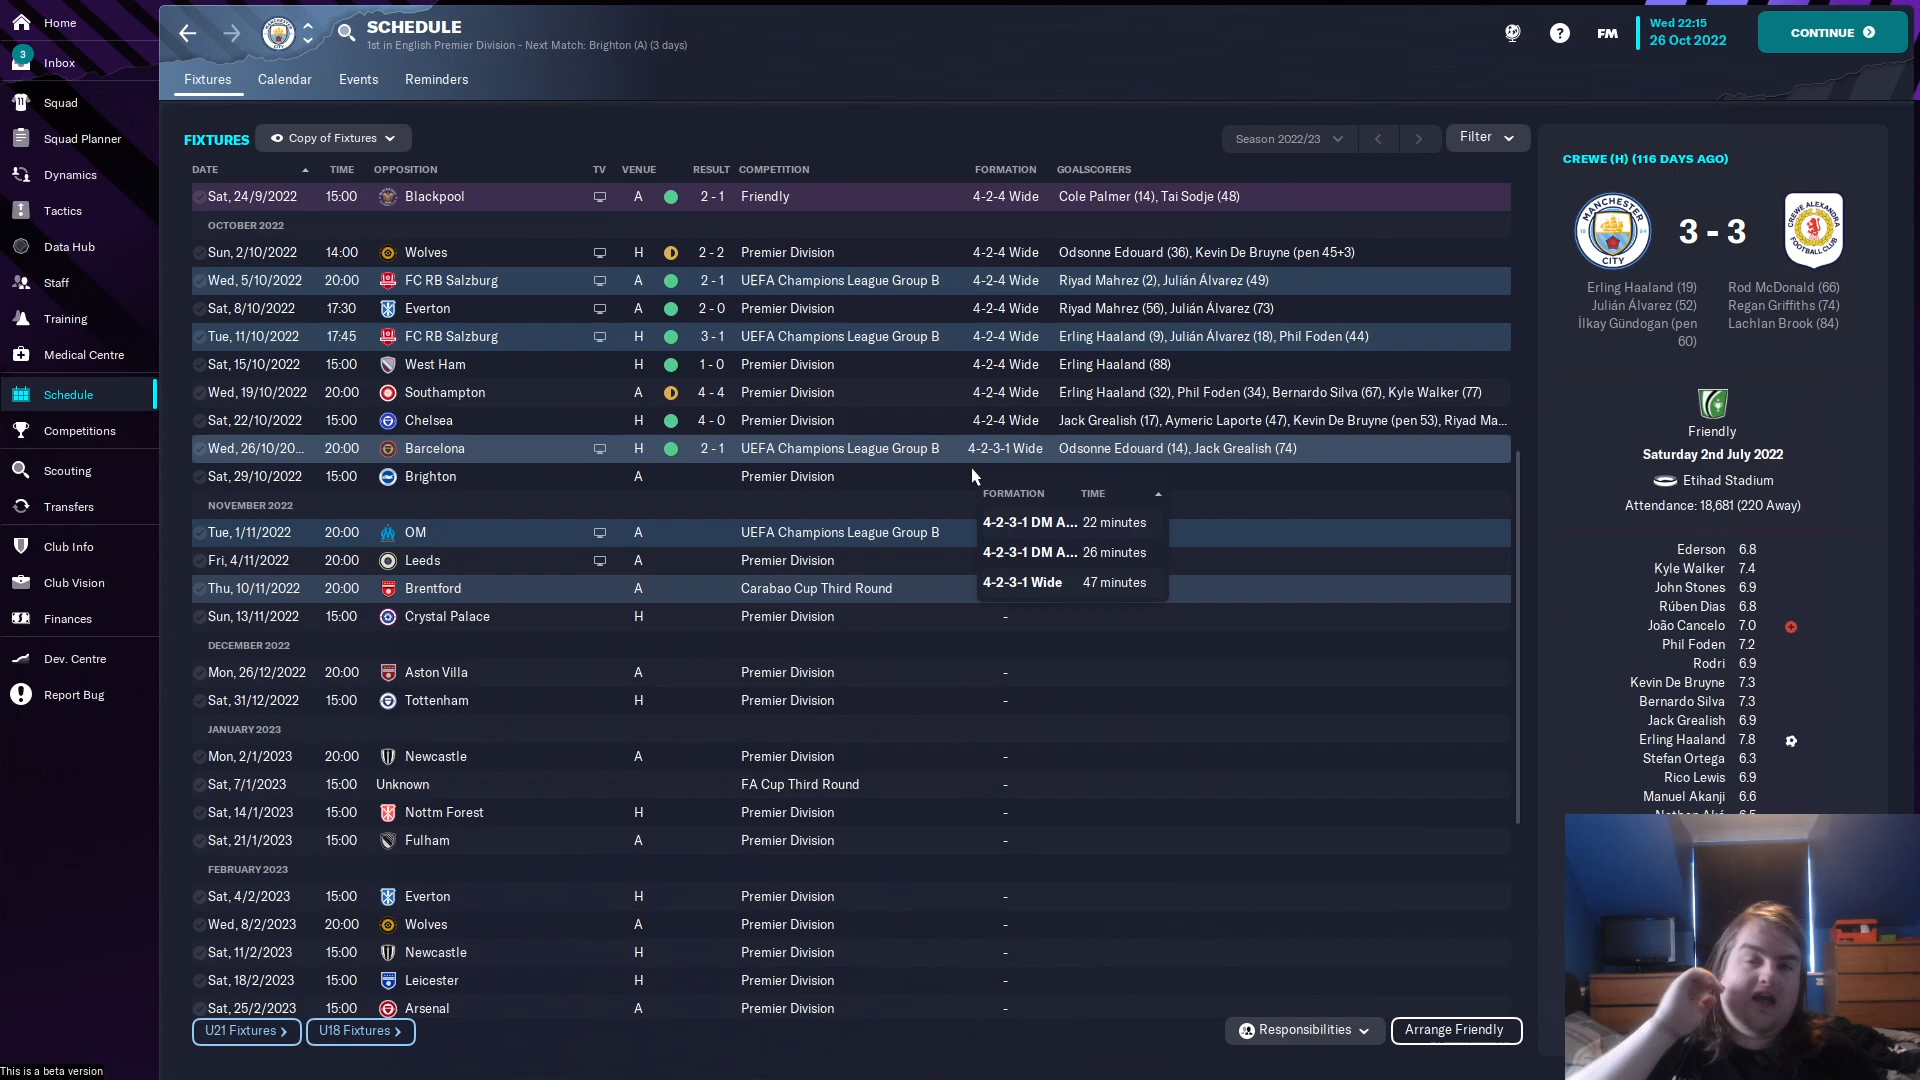 Home
3
Inbox
Squad
Squad Planner
Dynamics
Tactics
Data Hub
Staff
Training
Medical Centre
Schedule
Competitions
Scouting
Transfers
Club Info
Club Vision
Finances
Dev. Centre
Report Bug
This is a beta version
SCHEDULE
1st in English Premier Division - Next Match: Brighton (A) (3 days)
FM
Wed 22:15
26 Oct 2022
CONTINUE
Fixtures Calendar Events Reminders
FIXTURES Copy of Fixtures Season 2022/23 Filter
DATE TIME OPPOSITION TV VENUE RESULT COMPETITION FORMATION GOALSCORERS
Sat, 24/9/2022 15:00 Blackpool A 2 - 1 Friendly 4-2-4 Wide Cole Palmer (14), Tai Sodje (48)
OCTOBER 2022
Sun, 2/10/2022 14:00 Wolves H 2 - 2 Premier Division 4-2-4 Wide Odsonne Edouard (36), Kevin De Bruyne (pen 45+3)
Wed, 5/10/2022 20:00 FC RB Salzburg A 2 - 1 UEFA Champions League Group B 4-2-4 Wide Riyad Mahrez (2), Julián Álvarez (49)
Sat, 8/10/2022 17:30 Everton A 2 - 0 Premier Division 4-2-4 Wide Riyad Mahrez (56), Julián Álvarez (73)
Tue, 11/10/2022 17:45 FC RB Salzburg H 3 - 1 UEFA Champions League Group B 4-2-4 Wide Erling Haaland (9), Julián Álvarez (18), Phil Foden (44)
Sat, 15/10/2022 15:00 West Ham H 1 - 0 Premier Division 4-2-4 Wide Erling Haaland (88)
Wed, 19/10/2022 20:00 Southampton A 4 - 4 Premier Division 4-2-4 Wide Erling Haaland (32), Phil Foden (34), Bernardo Silva (67), Kyle Walker (77)
Sat, 22/10/2022 15:00 Chelsea H 4 - 0 Premier Division 4-2-4 Wide Jack Grealish (17), Aymeric Laporte (47), Kevin De Bruyne (pen 53), Riyad Ma...
Wed, 26/10/20... 20:00 Barcelona H 2 - 1 UEFA Champions League Group B 4-2-3-1 Wide Odsonne Edouard (14), Jack Grealish (74)
Sat, 29/10/2022 15:00 Brighton A Premier Division
FORMATION TIME
4-2-3-1 DM A... 22 minutes
4-2-3-1 DM A... 26 minutes
4-2-3-1 Wide 47 minutes
NOVEMBER 2022
Tue, 1/11/2022 20:00 OM A UEFA Champions League Group B
Fri, 4/11/2022 20:00 Leeds A Premier Division
Thu, 10/11/2022 20:00 Brentford A Carabao Cup Third Round
Sun, 13/11/2022 15:00 Crystal Palace H Premier Division -
DECEMBER 2022
Mon, 26/12/2022 20:00 Aston Villa A Premier Division -
Sat, 31/12/2022 15:00 Tottenham H Premier Division -
JANUARY 2023
Mon, 2/1/2023 20:00 Newcastle A Premier Division -
Sat, 7/1/2023 15:00 Unknown FA Cup Third Round -
Sat, 14/1/2023 15:00 Nottm Forest H Premier Division -
Sat, 21/1/2023 15:00 Fulham A Premier Division -
FEBRUARY 2023
Sat, 4/2/2023 15:00 Everton H Premier Division -
Wed, 8/2/2023 20:00 Wolves A Premier Division -
Sat, 11/2/2023 15:00 Newcastle H Premier Division -
Sat, 18/2/2023 15:00 Leicester H Premier Division -
Sat, 25/2/2023 15:00 Arsenal A Premier Division -
U21 Fixtures U18 Fixtures Responsibilities Arrange Friendly
CREWE (H) (116 DAYS AGO)
MANCHESTER
18 94
CITY
3 - 3
CREWE ALEXANDRA
FOOTBALL CLUB
Erling Haaland (19) Rod McDonald (66)
Julián Álvarez (52) Regan Griffiths (74)
İlkay Gündogan (pen Lachlan Brook (84)
60)
Friendly
Saturday 2nd July 2022
Etihad Stadium
Attendance: 18,681 (220 Away)
Ederson 6.8
Kyle Walker 7.4
John Stones 6.9
Rúben Dias 6.8
João Cancelo 7.0
Phil Foden 7.2
Rodri 6.9
Kevin De Bruyne 7.3
Bernardo Silva 7.3
Jack Grealish 6.9
Erling Haaland 7.8
Stefan Ortega 6.3
Rico Lewis 6.9
Manuel Akanji 6.6